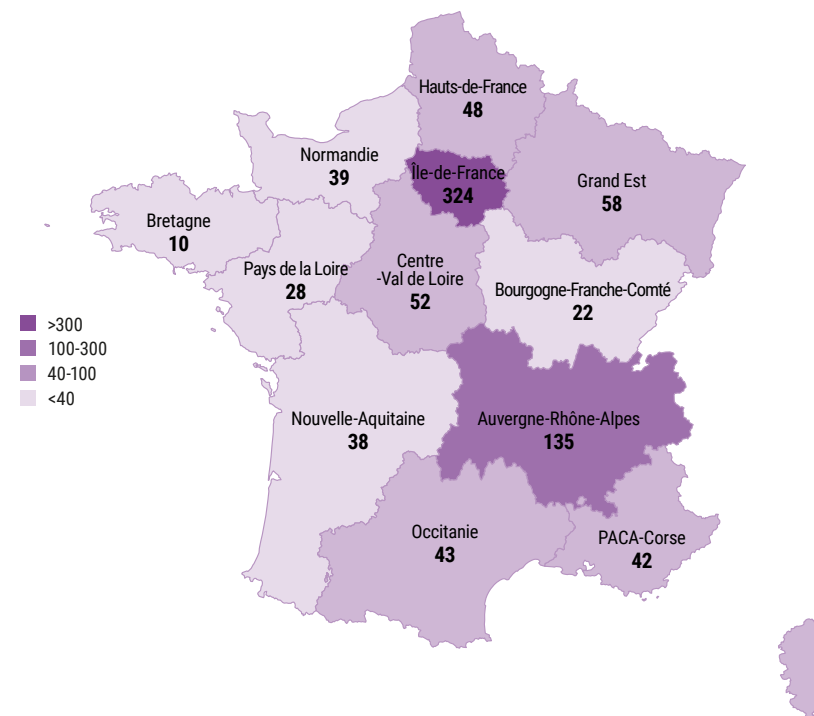 Hauts-de-France
48
Normandie
39
Île-de-France
324
Grand Est
58
Bretagne
10
Pays de la Loire
28
Centre
-Val de Loire
52
Bourgogne-Franche-Comté
22
>300
100-300
40-100
<40
Nouvelle-Aquitaine
38
Auvergne-Rhône-Alpes
135
Occitanie
43
PACA-Corse
42